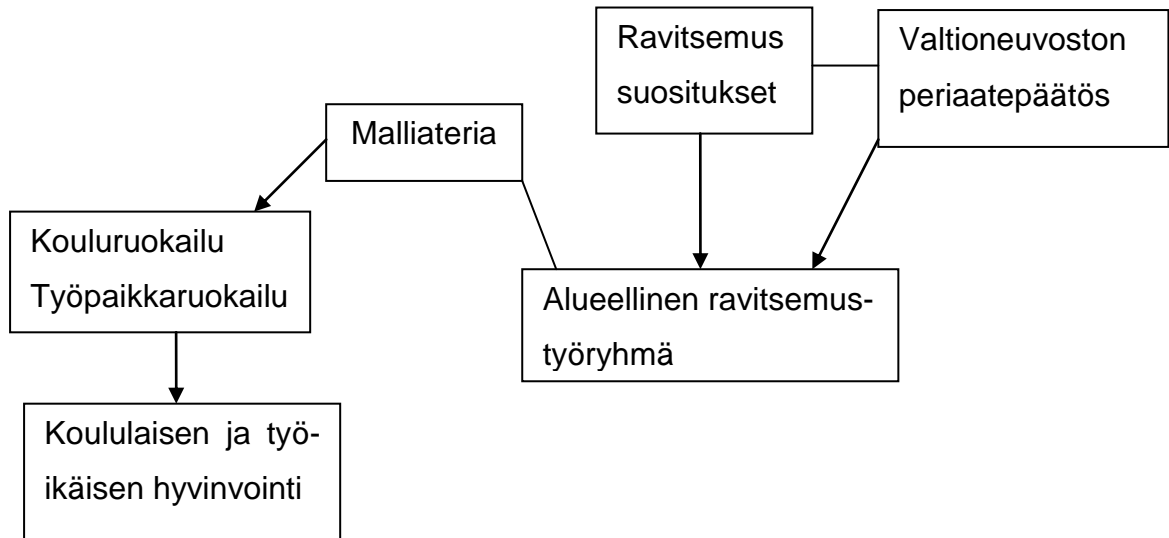 Ravitsemus
suositukset
Valtioneuvoston
periaatepäätös
Malliateria
Kouluruokailu
Työpaikkaruokailu
Alueellinen ravitsemus-
työryhmä
Koululaisen ja työ-
ikäisen hyvinvointi